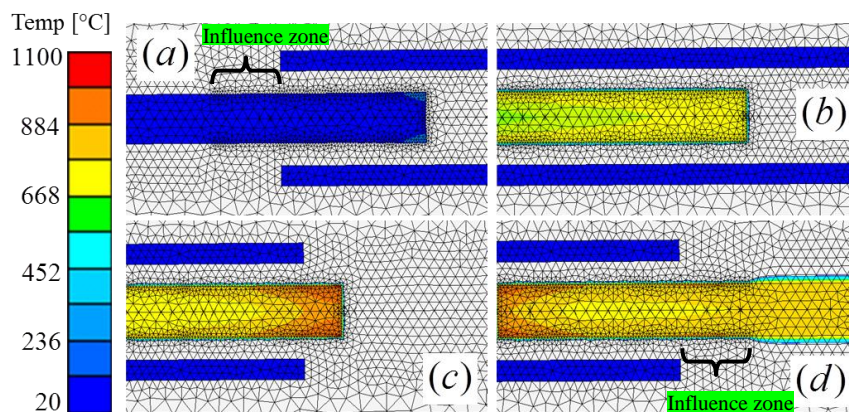 Temp [°C]
1100
884
668
452
236
20
Influence zone
(a)
(b)
(c)
(d)
Influence zone